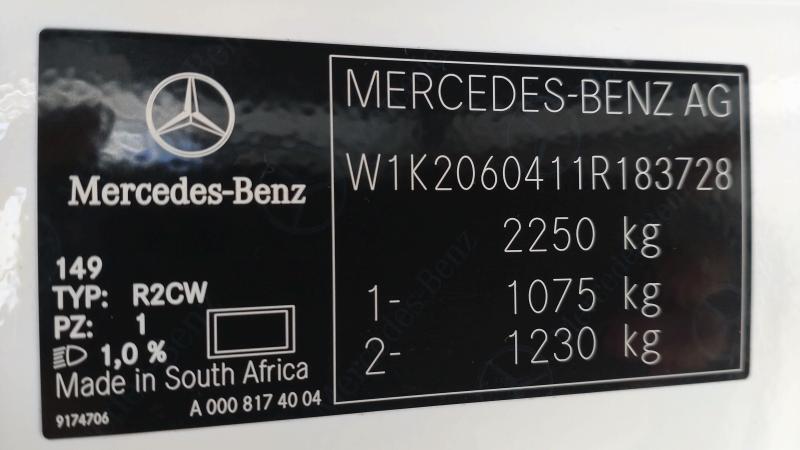 Mercedes-Benz
149
TYP: R2CW
PZ: 1
1,0 %
Made in South Africa
9174706 A 000 817 40 04
MERCEDES-BENZ AG
W1K2060411R183728
2250 kg
1- 1075 kg
2- 1230 kg